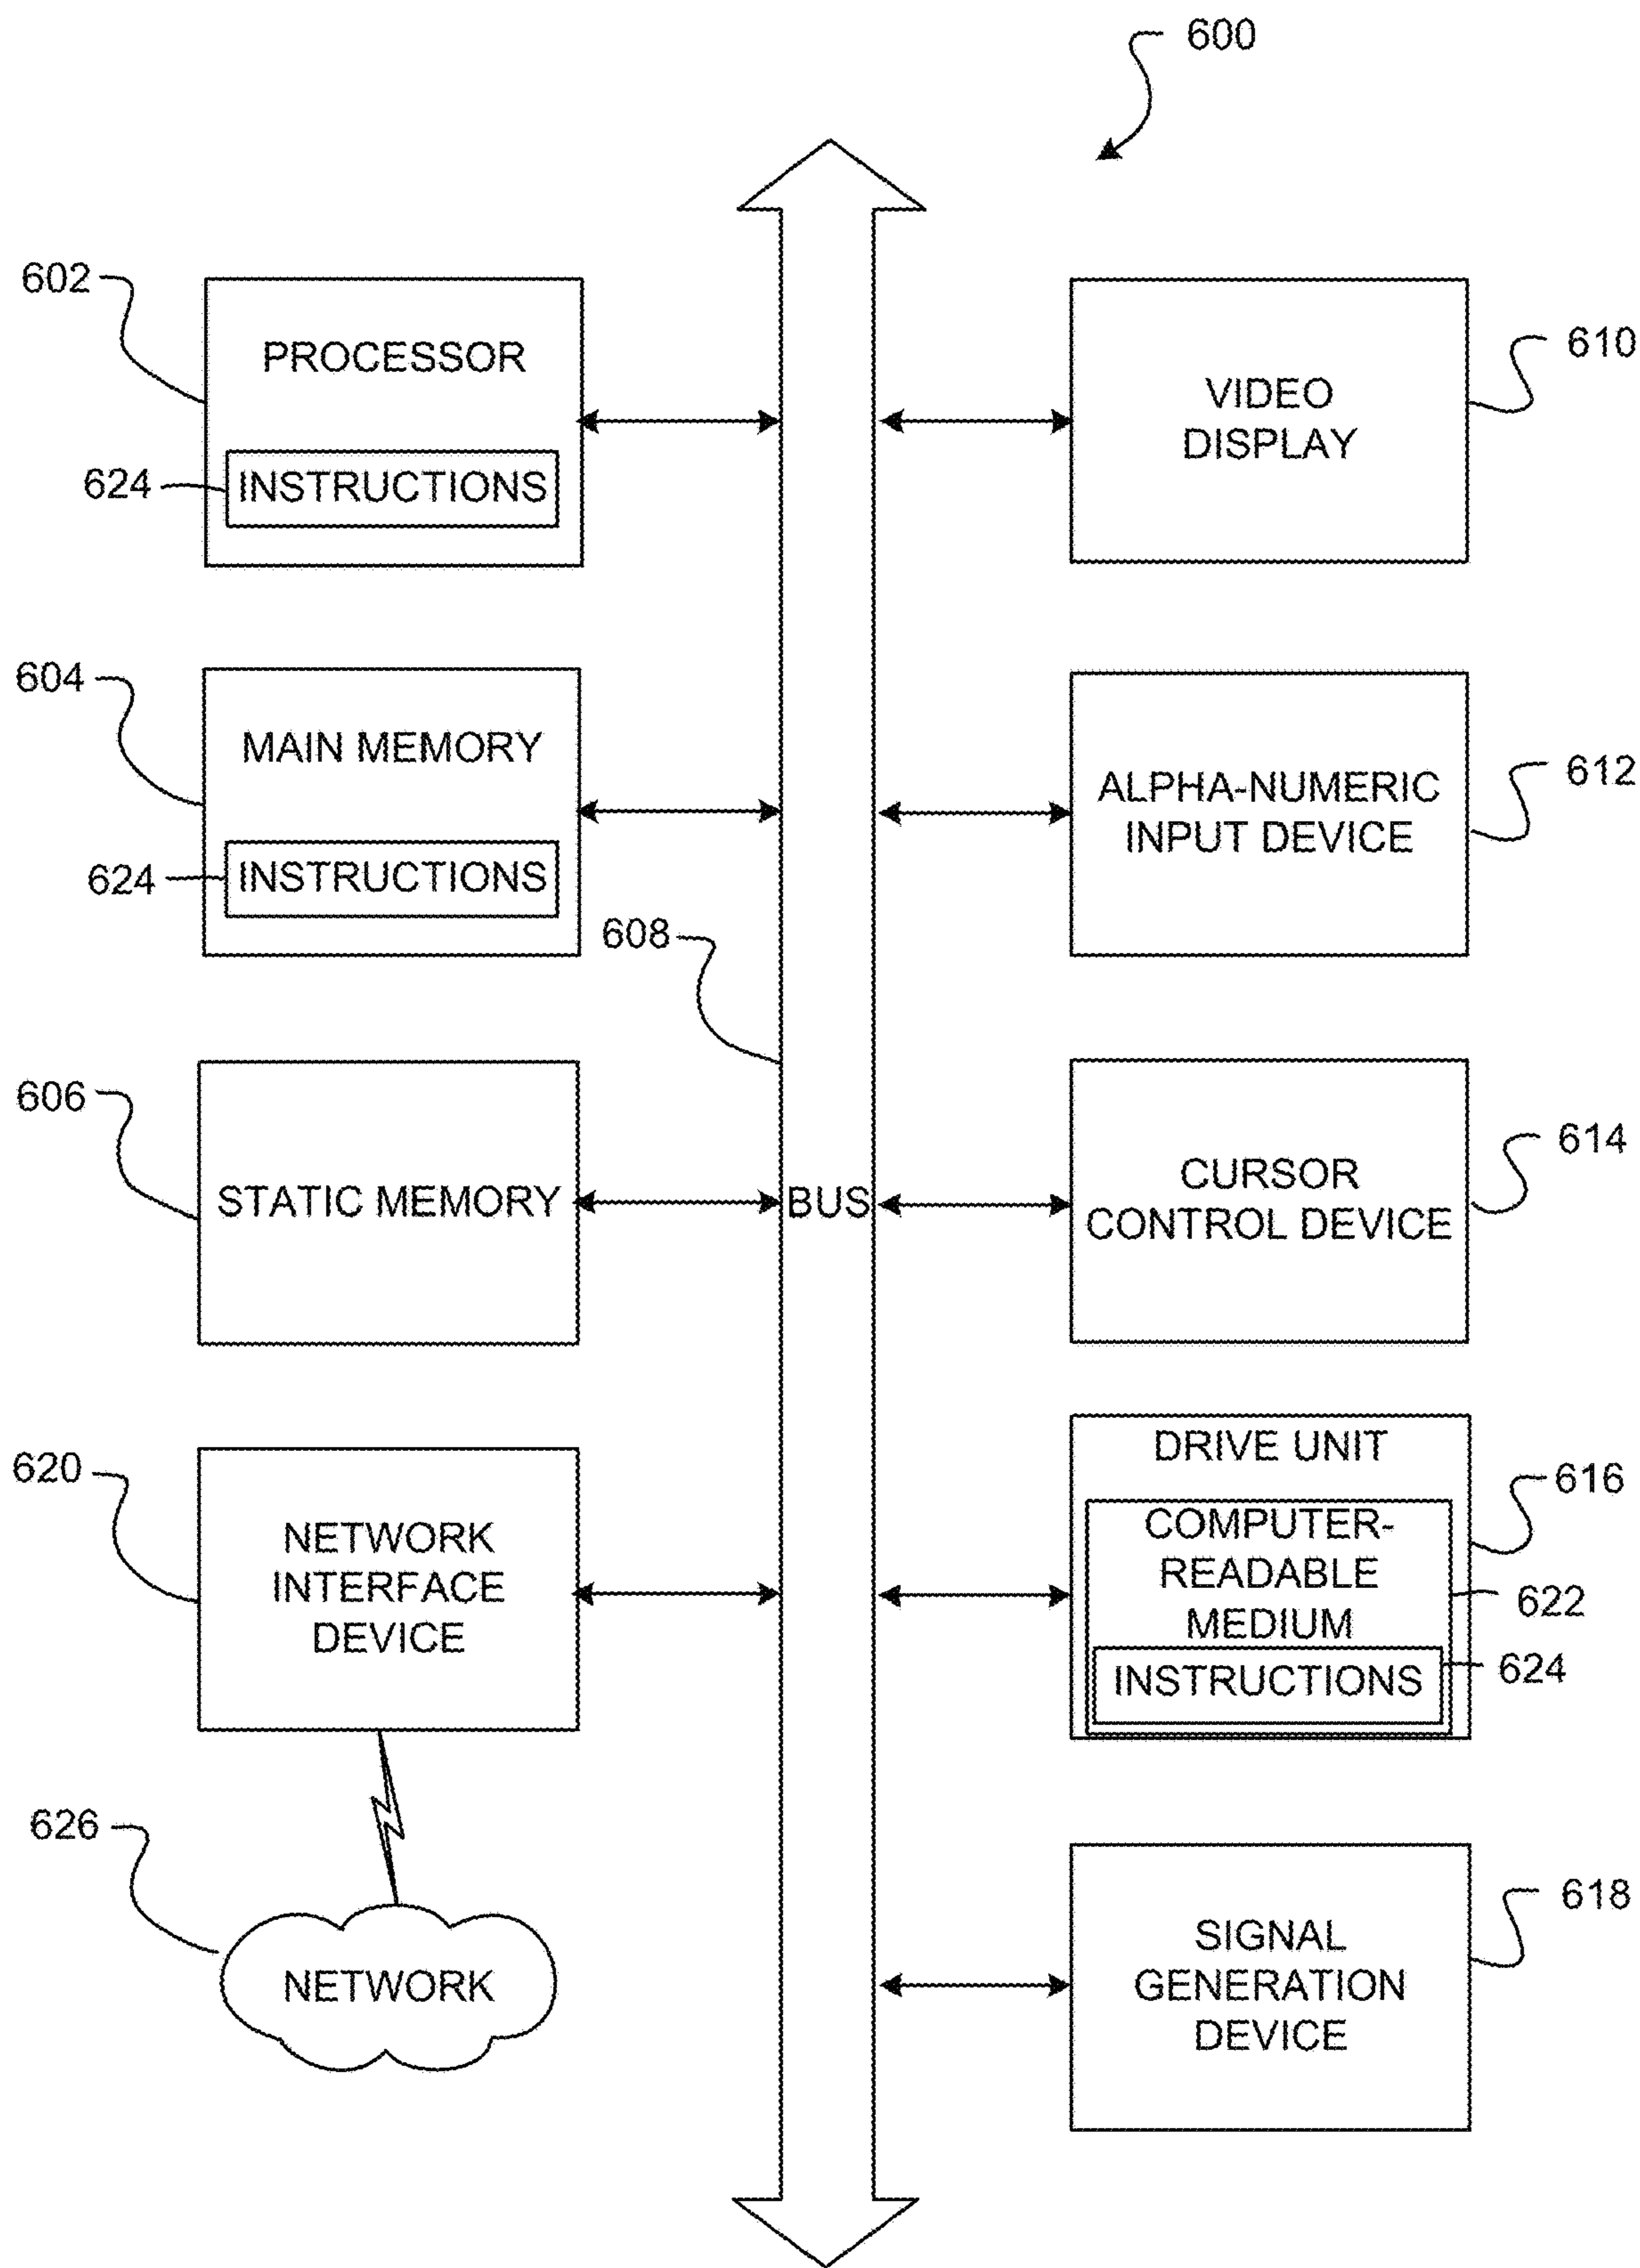 600
602
PROCESSOR
624
INSTRUCTIONS
604
MAIN MEMORY
624
INSTRUCTIONS
608
606
STATIC MEMORY
BUS
620
NETWORK
INTERFACE
DEVICE
626
NETWORK
610
VIDEO
DISPLAY
612
ALPHA-NUMERIC
INPUT DEVICE
614
CURSOR
CONTROL DEVICE
DRIVE UNIT
616
COMPUTER-
READABLE
MEDIUM
622
INSTRUCTIONS
624
618
SIGNAL
GENERATION
DEVICE